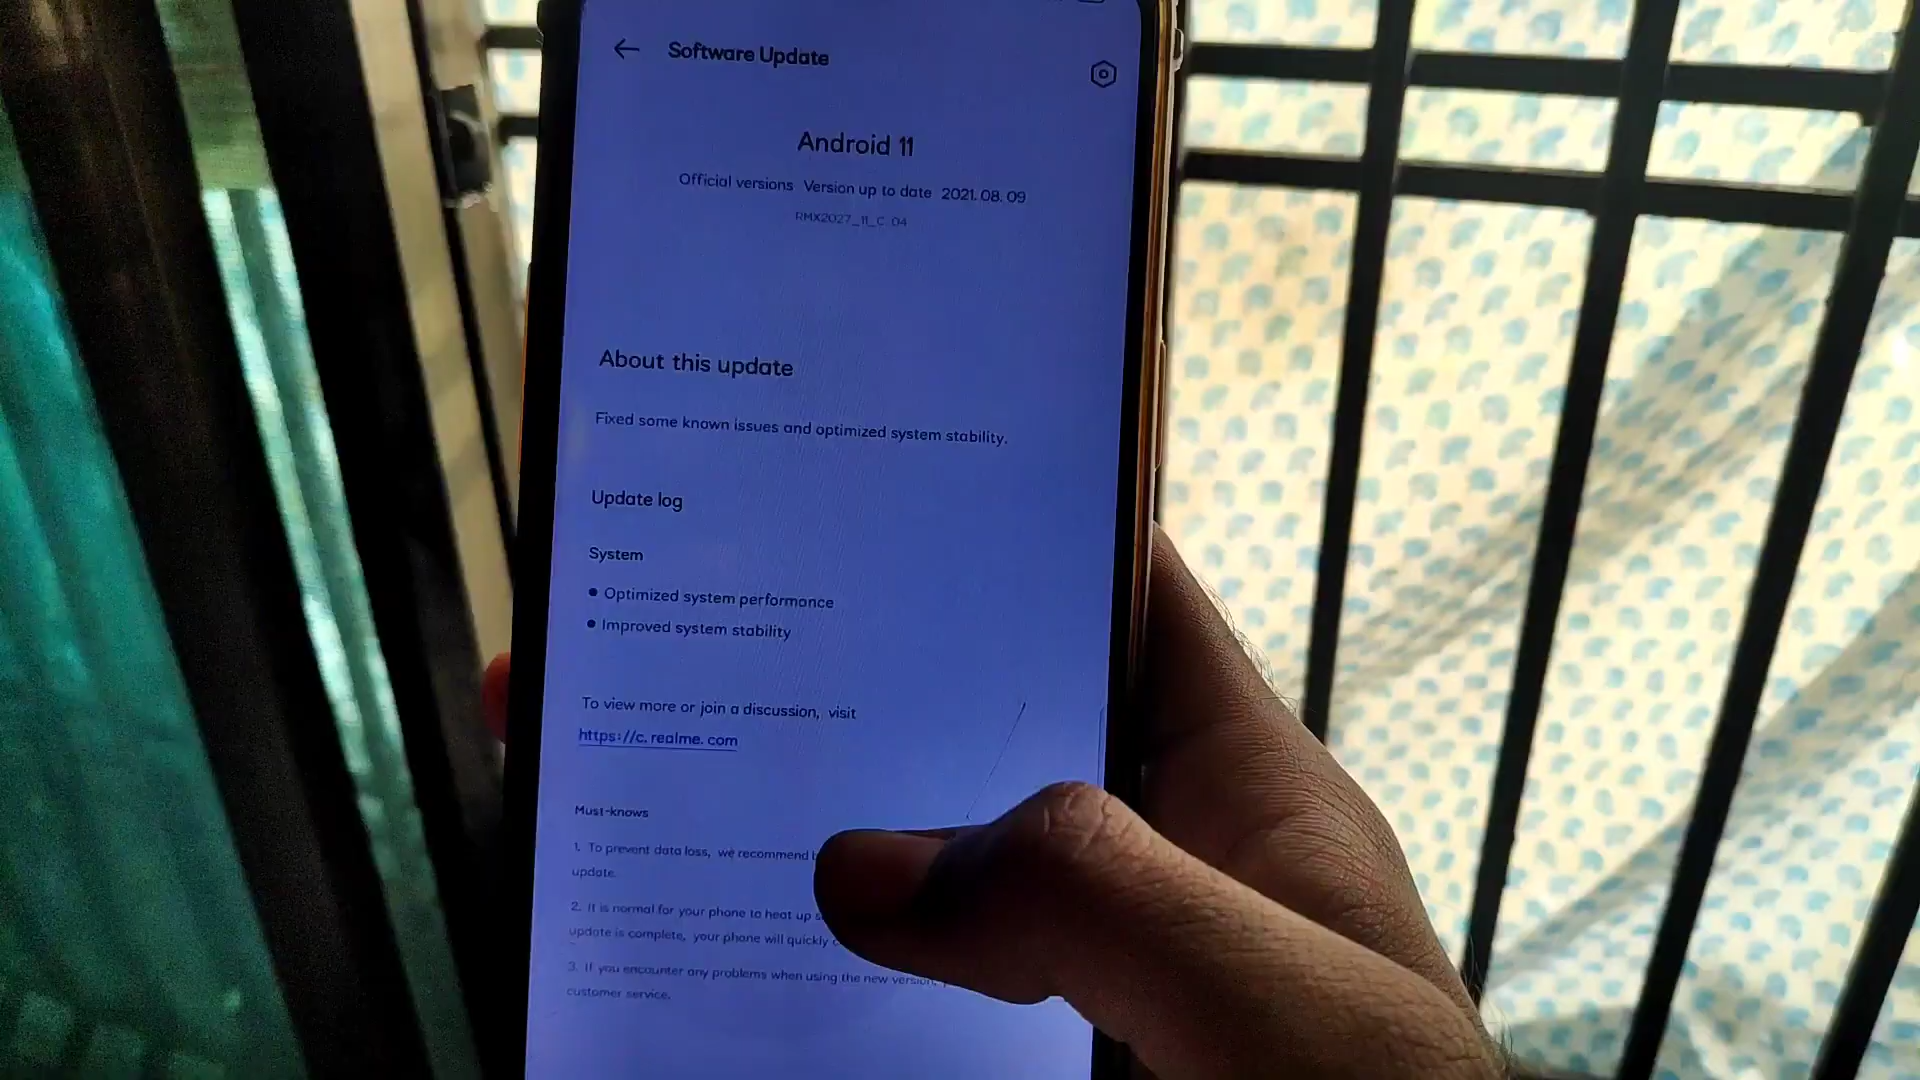 Software Update
Android 11
Official versions Version up to date 2021. 08. 09
RMX2027_11_C. 04
About this update
Fixed some known issues and optimized system stability.
Update log
System
● Optimized system performance
● Improved system stability
To view more or join a discussion, visit
https://c. realme. com
Must-knows
1. To prevent data loss, we recommend
update.
2. It is normal for your phone to heat up
update is complete, your phone will quickly
3. If you encounter any problems when using the new version,
customer service.